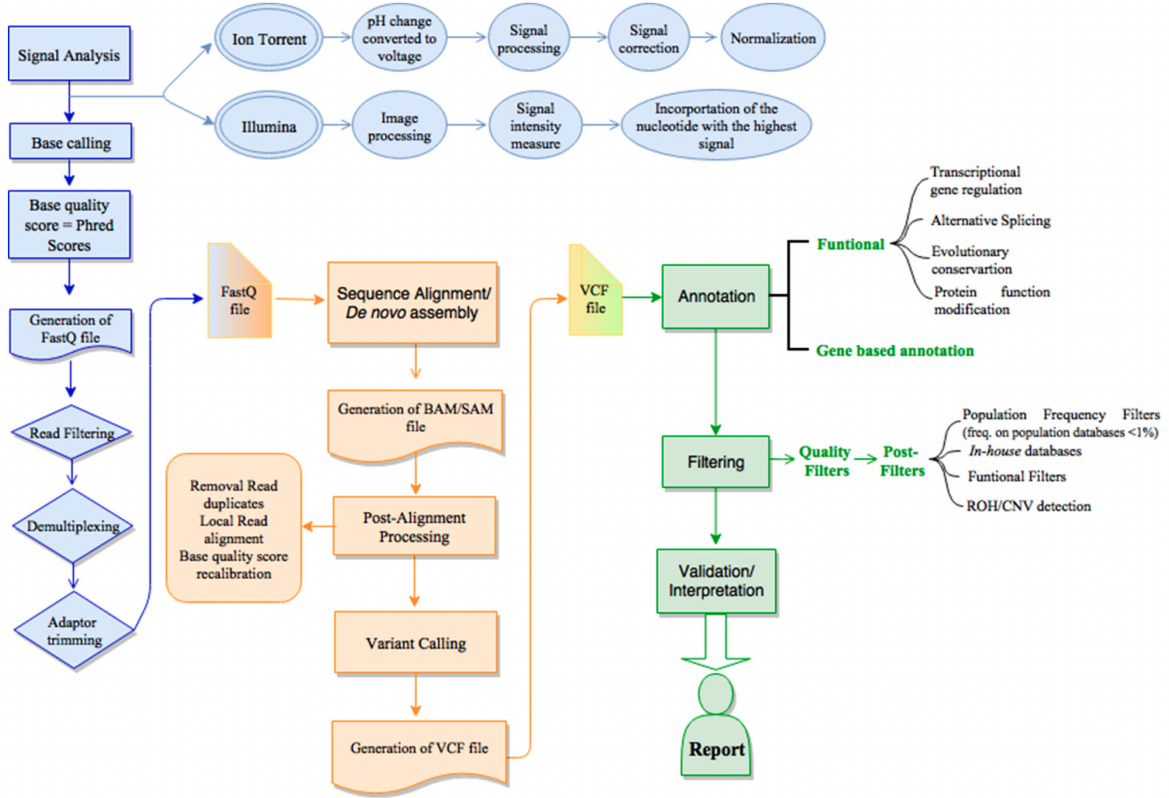 Signal Analysis
Ion Torrent
pH change
converted to
voltage
Signal
processing
Signal
correction
Normalization
Illumina
Image
processing
Signal
intensity
measure
Incorportation of the
nucleotide with the highest
signal
Base calling
Base quality
score = Phred
Scores
Generation of
FastQ file
Read Filtering
Demultiplexing
Adaptor
trimming
FastQ
file
Sequence Alignment/
De novo assembly
Generation of BAM/SAM
file
Post-Alignment
Processing
Removal Read
duplicates
Local Read
alignment
Base quality score
recalibration
Variant Calling
Generation of VCF file
VCF
file
Annotation
Funtional
Transcriptional
gene regulation
Alternative Splicing
Evolutionary
conservartion
Protein function
modification
Gene based annotation
Filtering
Quality
Filters
Post-
Filters
Population Frequency Filters
(freq. on population databases <1%)
In-house databases
Funtional Filters
ROH/CNV detection
Validation/
Interpretation
Report